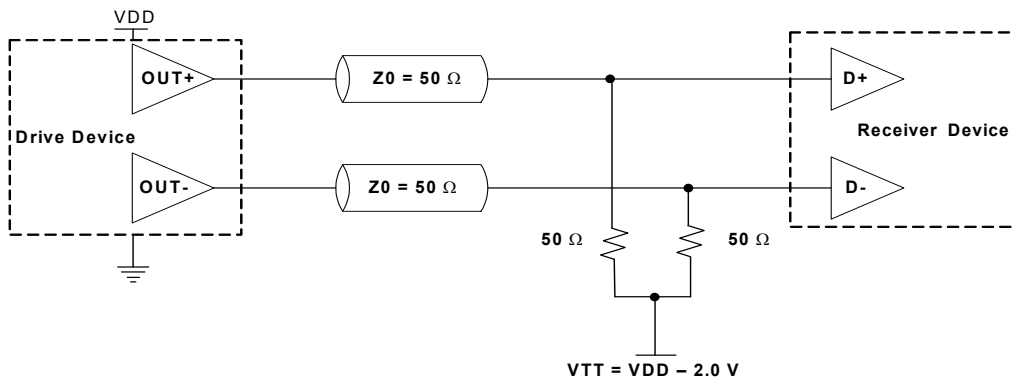 VDD
OUT+
Z0 = 50 Ω
D+
Drive Device
Receiver Device
OUT-
Z0 = 50 Ω
D-
50 Ω
50 Ω
VTT = VDD – 2.0 V